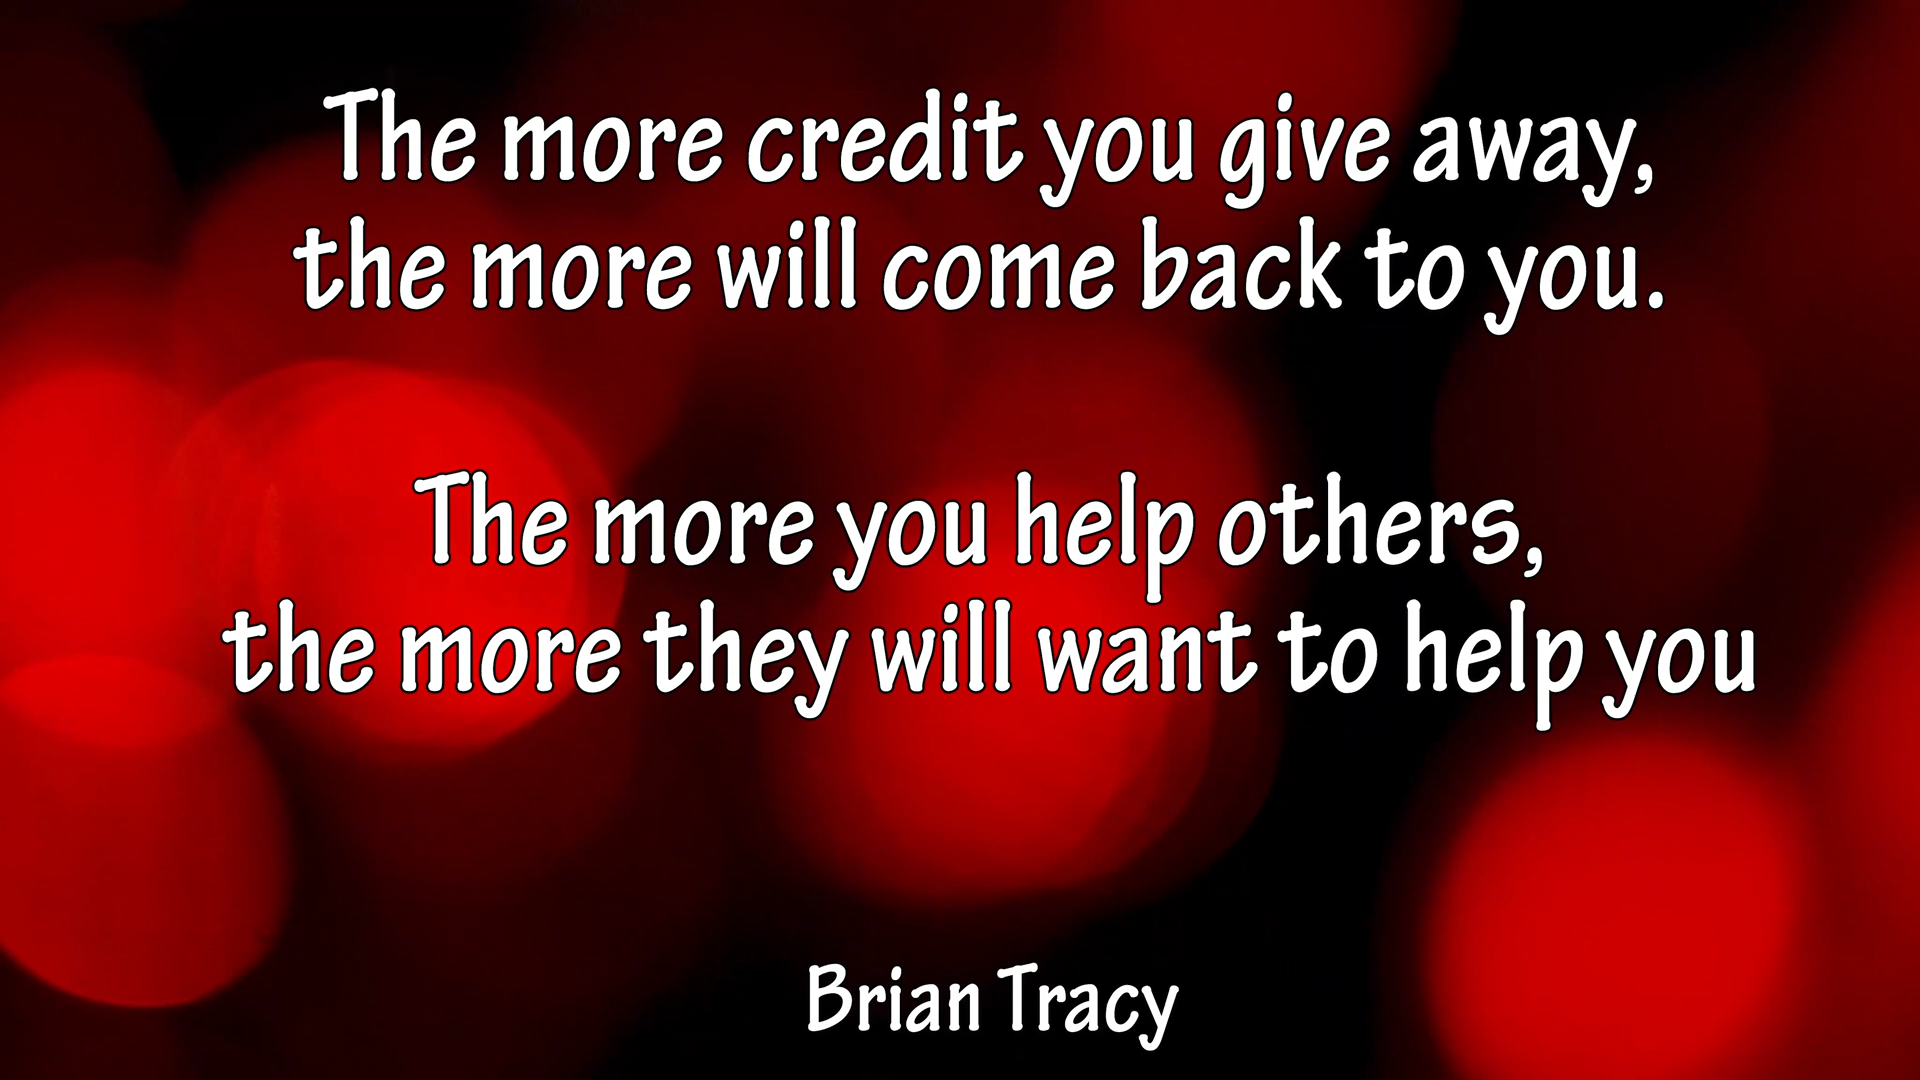 The more credit you give away,
the more will come back to you.
The more you help others,
the more they will want to help you
Brian Tracy